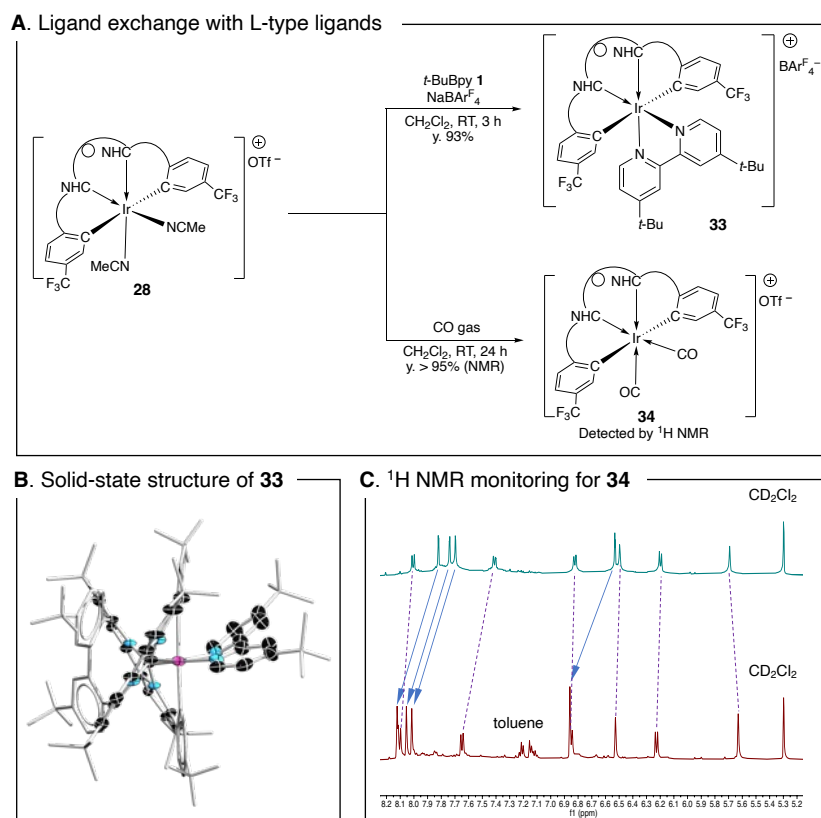 A. Ligand exchange with L-type ligands
NHC
NHC
C
C
Ir
CF3
F3C
NCMe
MeCN
OTf −
28
t-BuBpy 1
NaBArF4
CH2Cl2, RT, 3 h
y. 93%
NHC
NHC
C
C
Ir
CF3
F3C
N
N
t-Bu
t-Bu
BArF4−
33
CO gas
CH2Cl2, RT, 24 h
y. > 95% (NMR)
NHC
NHC
C
C
Ir
CF3
F3C
CO
OC
OTf −
34
Detected by 1H NMR
B. Solid-state structure of 33
C. 1H NMR monitoring for 34
CD2Cl2
CD2Cl2
toluene
8.2 8.1 8.0 7.9 7.8 7.7 7.6 7.5 7.4 7.3 7.2 7.1 7.0 6.9 6.8 6.7 6.6 6.5 6.4 6.3 6.2 6.1 6.0 5.9 5.8 5.7 5.6 5.5 5.4 5.3 5.2
f1 (ppm)